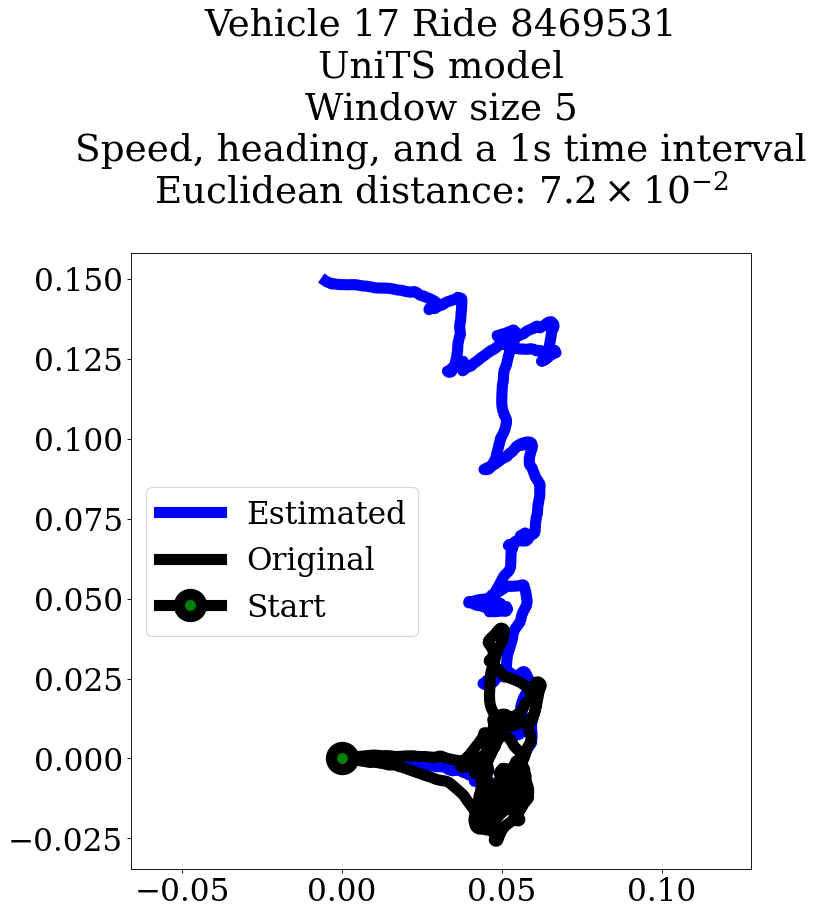 Vehicle 17 Ride 8469531
UniTS model
Window size 5
Speed, heading, and a 1s time interval
Euclidean distance: 7.2 × 10⁻²
0.150
0.125
0.100
0.075
0.050
0.025
0.000
−0.025
Estimated
Original
Start
−0.05 0.00 0.05 0.10